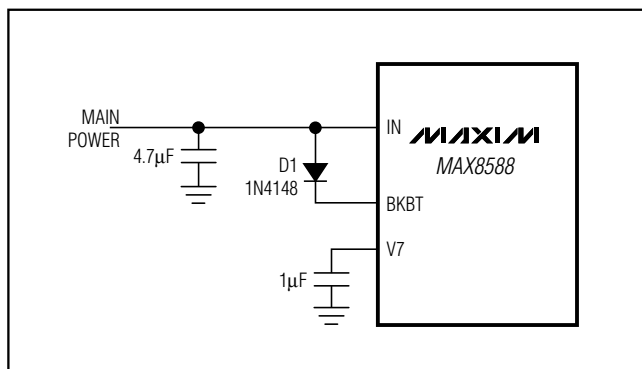 MAIN
POWER
4.7µF
D1
1N4148
IN
MAXIM
MAX8588
BKBT
V7
1µF